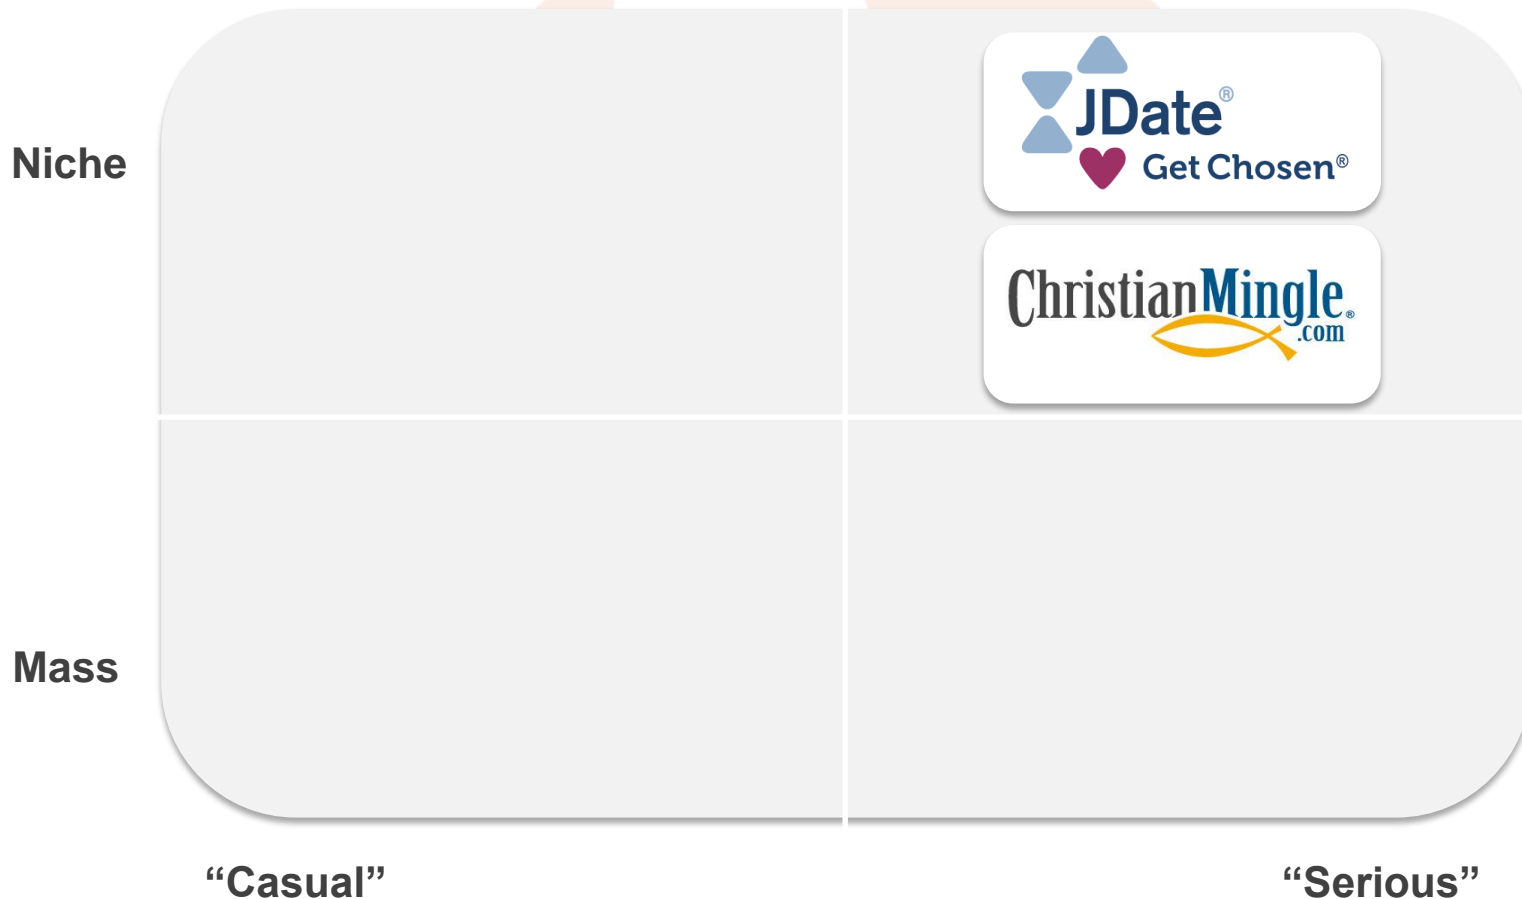 Niche
JDate®
Get Chosen®
ChristianMingle®
.com
Mass
“Casual”
“Serious”